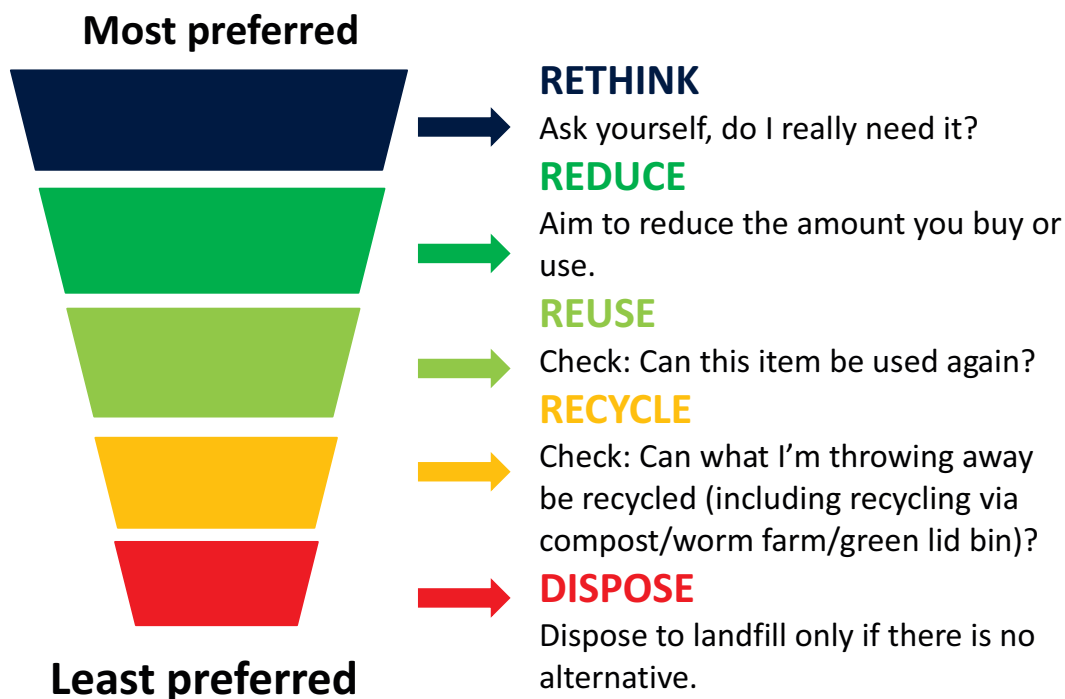 Most preferred
RETHINK
Ask yourself, do I really need it?
REDUCE
Aim to reduce the amount you buy or
use.
REUSE
Check: Can this item be used again?
RECYCLE
Check: Can what I’m throwing away
be recycled (including recycling via
compost/worm farm/green lid bin)?
DISPOSE
Dispose to landfill only if there is no
alternative.
Least preferred